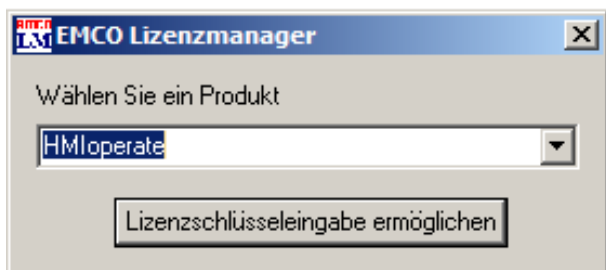 EMCO Lizenzmanager
Wählen Sie ein Produkt
HMIoperate
Lizenzschlüsseleingabe ermöglichen